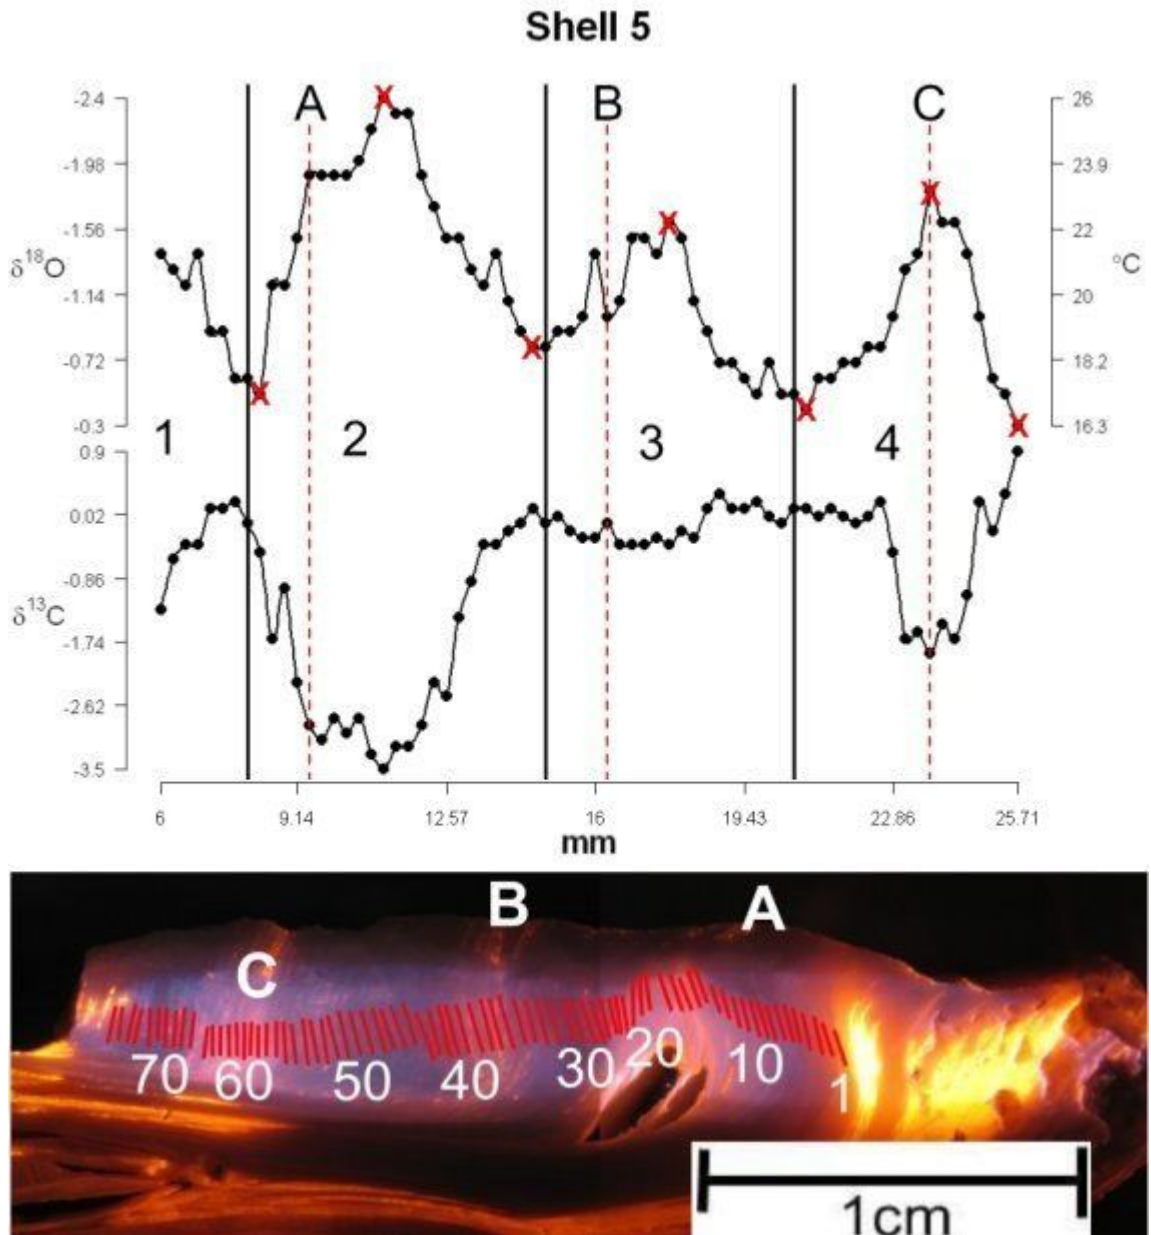 Shell 5
A B C
-2.4 26
-1.98 23.9
-1.56 22
δ18O °C
-1.14 20
-0.72 18.2
-0.3 16.3
1 2 3 4
0.9
0.02
-0.86
δ13C
-1.74
-2.62
-3.5
6 9.14 12.57 16 19.43 22.86 25.71
mm
B A
C
70 60 50 40 30 20 10 1
1cm